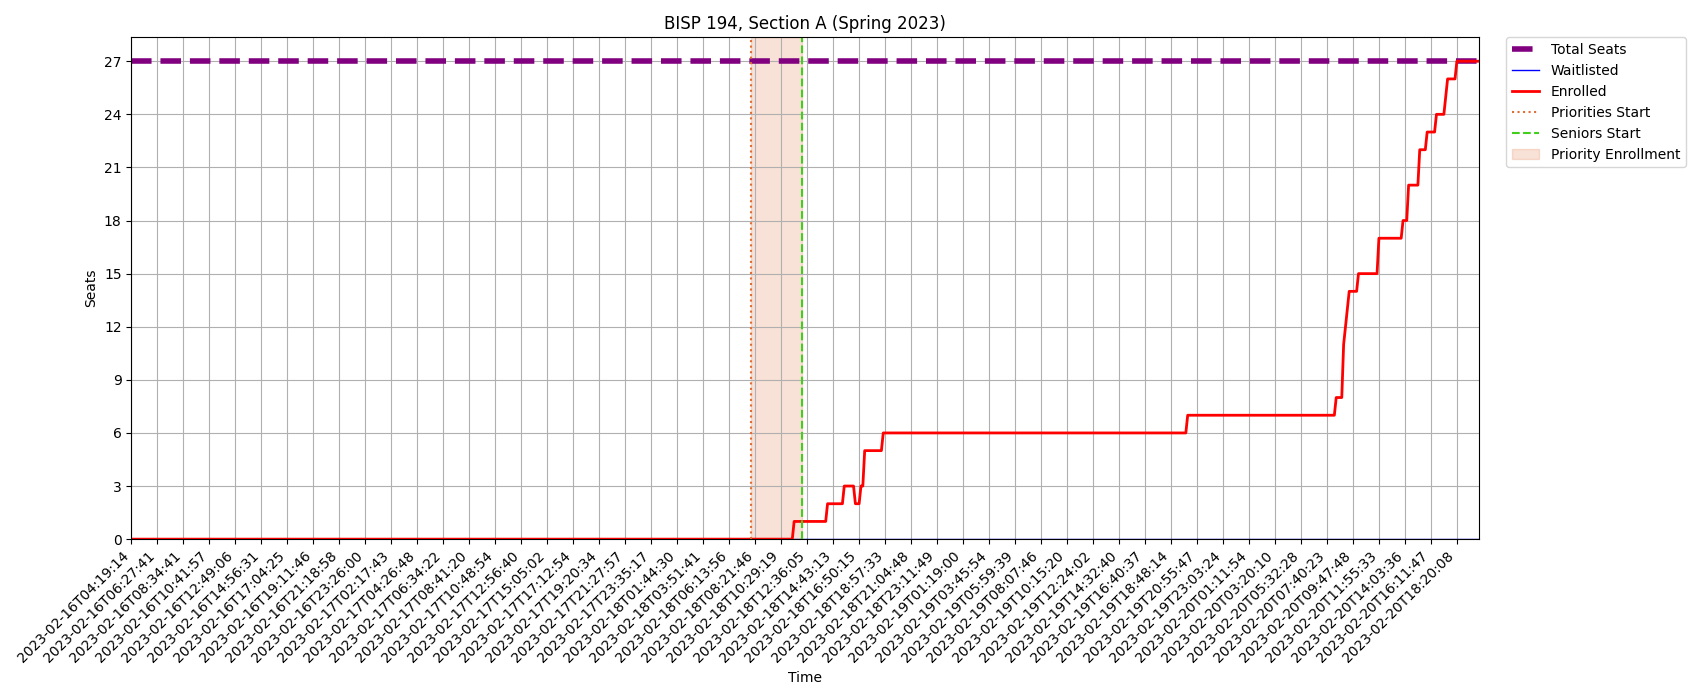 BISP 194, Section A (Spring 2023)
Total Seats
Waitlisted
Enrolled
Priorities Start
Seniors Start
Priority Enrollment
Seats
27
24
21
18
15
12
9
6
3
0
2023-02-16T04:19:14
2023-02-16T06:27:41
2023-02-16T08:34:41
2023-02-16T10:41:57
2023-02-16T12:49:06
2023-02-16T14:56:31
2023-02-16T17:04:25
2023-02-16T19:11:46
2023-02-16T21:18:58
2023-02-16T23:26:00
2023-02-17T02:17:43
2023-02-17T04:26:48
2023-02-17T06:34:22
2023-02-17T08:41:20
2023-02-17T10:48:54
2023-02-17T12:56:40
2023-02-17T15:05:02
2023-02-17T17:12:54
2023-02-17T19:20:34
2023-02-17T21:27:57
2023-02-17T23:35:17
2023-02-18T01:44:30
2023-02-18T03:51:41
2023-02-18T06:13:56
2023-02-18T08:21:46
2023-02-18T10:29:19
2023-02-18T12:36:05
2023-02-18T14:43:13
2023-02-18T16:50:15
2023-02-18T18:57:33
2023-02-18T21:04:48
2023-02-18T23:11:49
2023-02-19T01:19:00
2023-02-19T03:45:54
2023-02-19T05:59:39
2023-02-19T08:07:46
2023-02-19T10:15:20
2023-02-19T12:24:02
2023-02-19T14:32:40
2023-02-19T16:40:37
2023-02-19T18:48:14
2023-02-19T20:55:47
2023-02-19T23:03:24
2023-02-20T01:11:54
2023-02-20T03:20:10
2023-02-20T05:32:28
2023-02-20T07:40:23
2023-02-20T09:47:48
2023-02-20T11:55:33
2023-02-20T14:03:36
2023-02-20T16:11:47
2023-02-20T18:20:08
Time